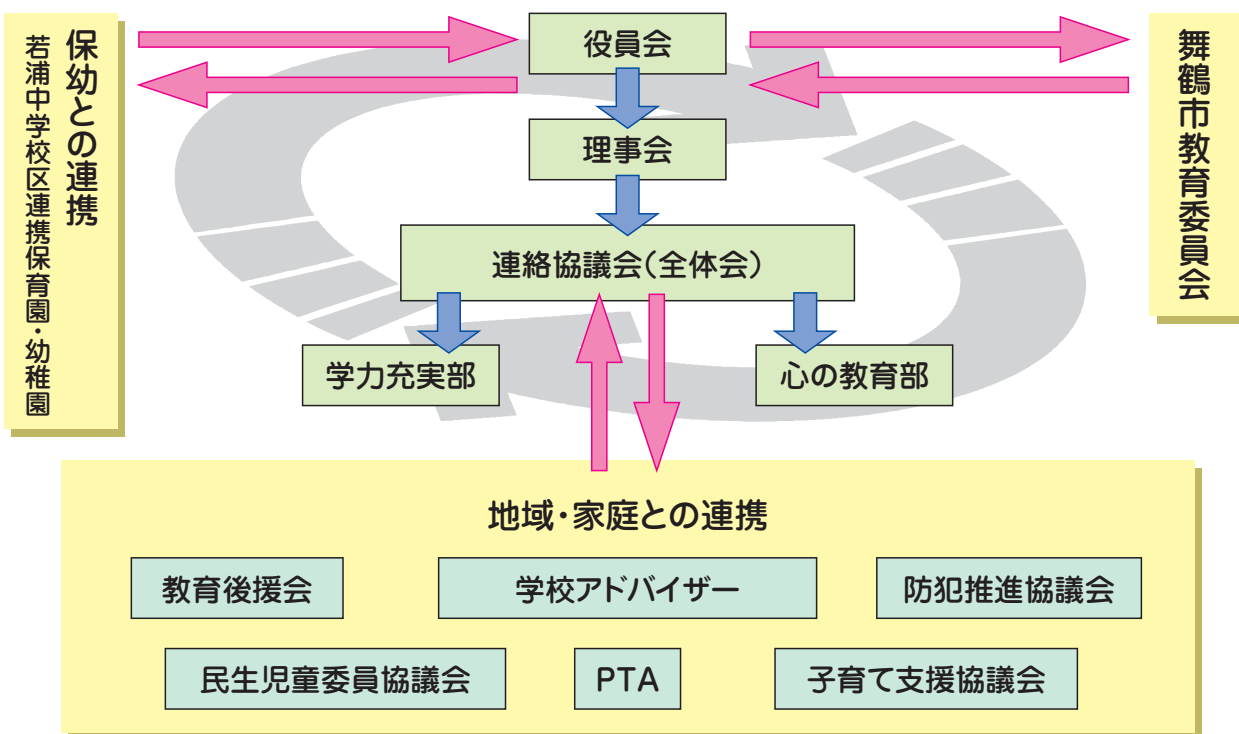 保幼との連携
若浦中学校区連携保育園・幼稚園
役員会
舞鶴市教育委員会
理事会
連絡協議会(全体会)
学力充実部
心の教育部
地域・家庭との連携
教育後援会
学校アドバイザー
防犯推進協議会
民生児童委員協議会
PTA
子育て支援協議会